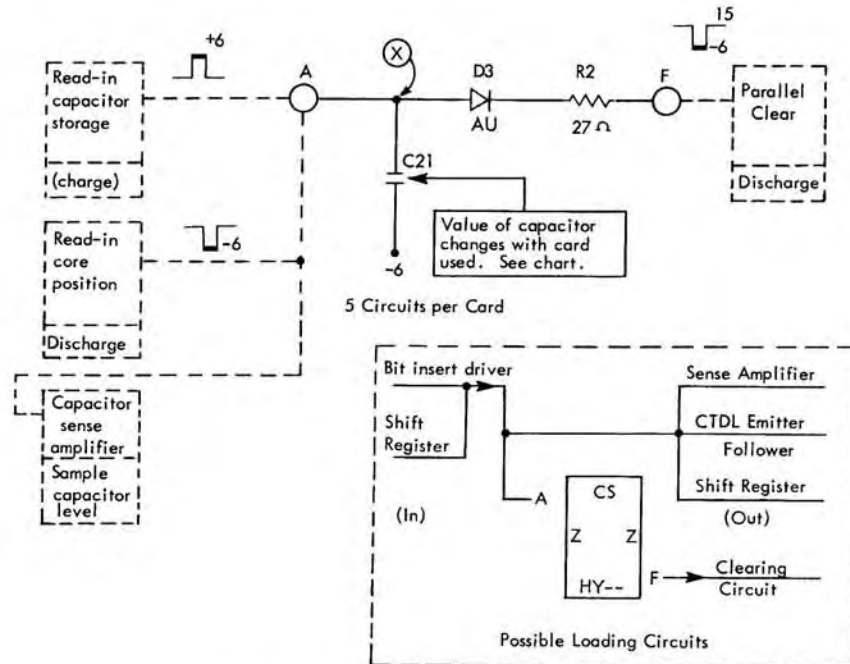 +6
15
-6
X
Read-in
capacitor
storage
(charge)
A
D3
AU
R2
27 Ω
F
Parallel
Clear
Discharge
C21
Value of capacitor
changes with card
used. See chart.
-6
Read-in
core
position
Discharge
-6
5 Circuits per Card
Capacitor
sense
amplifier
Sample
capacitor
level
Bit insert driver
Shift
Register
(In)
A
CS
Z Z
HY--
F
Sense Amplifier
CTDL Emitter
Follower
Shift Register
(Out)
Clearing
Circuit
Possible Loading Circuits